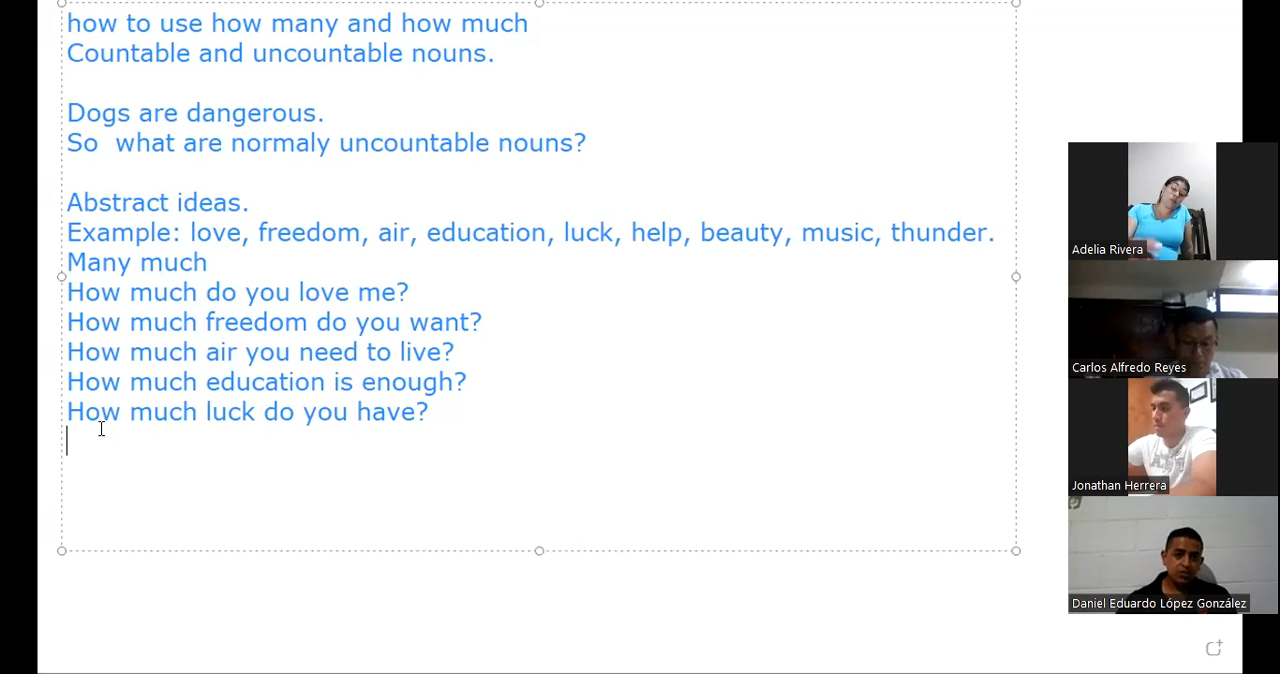 how to use how many and how much
Countable and uncountable nouns.
Dogs are dangerous.
So  what are normaly uncountable nouns?
Abstract ideas.
Example: love, freedom, air, education, luck, help, beauty, music, thunder.
Many much
How much do you love me?
How much freedom do you want?
How much air you need to live?
How much education is enough?
How much luck do you have?
Adelia Rivera
Carlos Alfredo Reyes
Jonathan Herrera
Daniel Eduardo López González